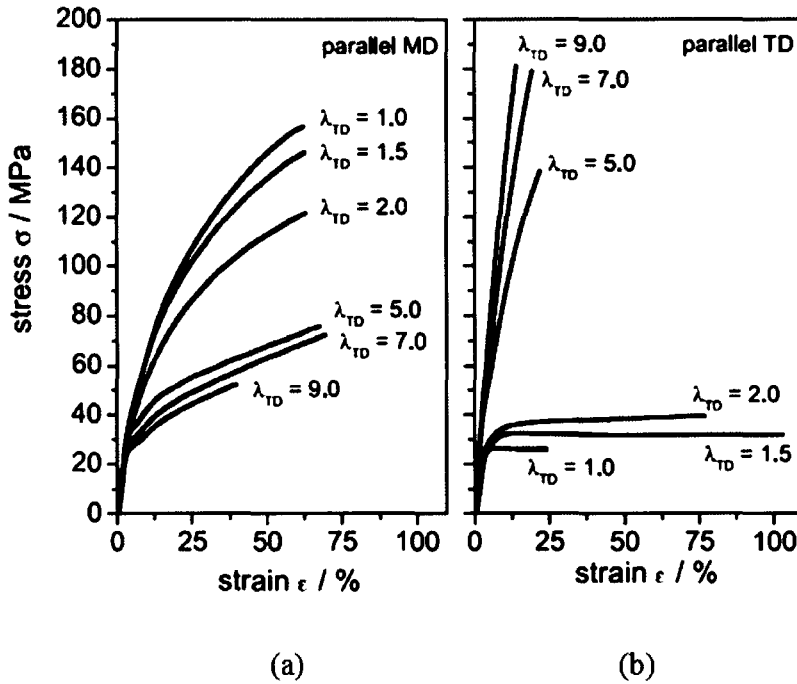 stress σ / MPa
200
180
160
140
120
100
80
60
40
20
0
parallel MD
λTD = 1.0
λTD = 1.5
λTD = 2.0
λTD = 5.0
λTD = 7.0
λTD = 9.0
0 25 50 75 100
strain ε / %
(a)
parallel TD
λTD = 9.0
λTD = 7.0
λTD = 5.0
λTD = 2.0
λTD = 1.5
λTD = 1.0
0 25 50 75 100
strain ε / %
(b)